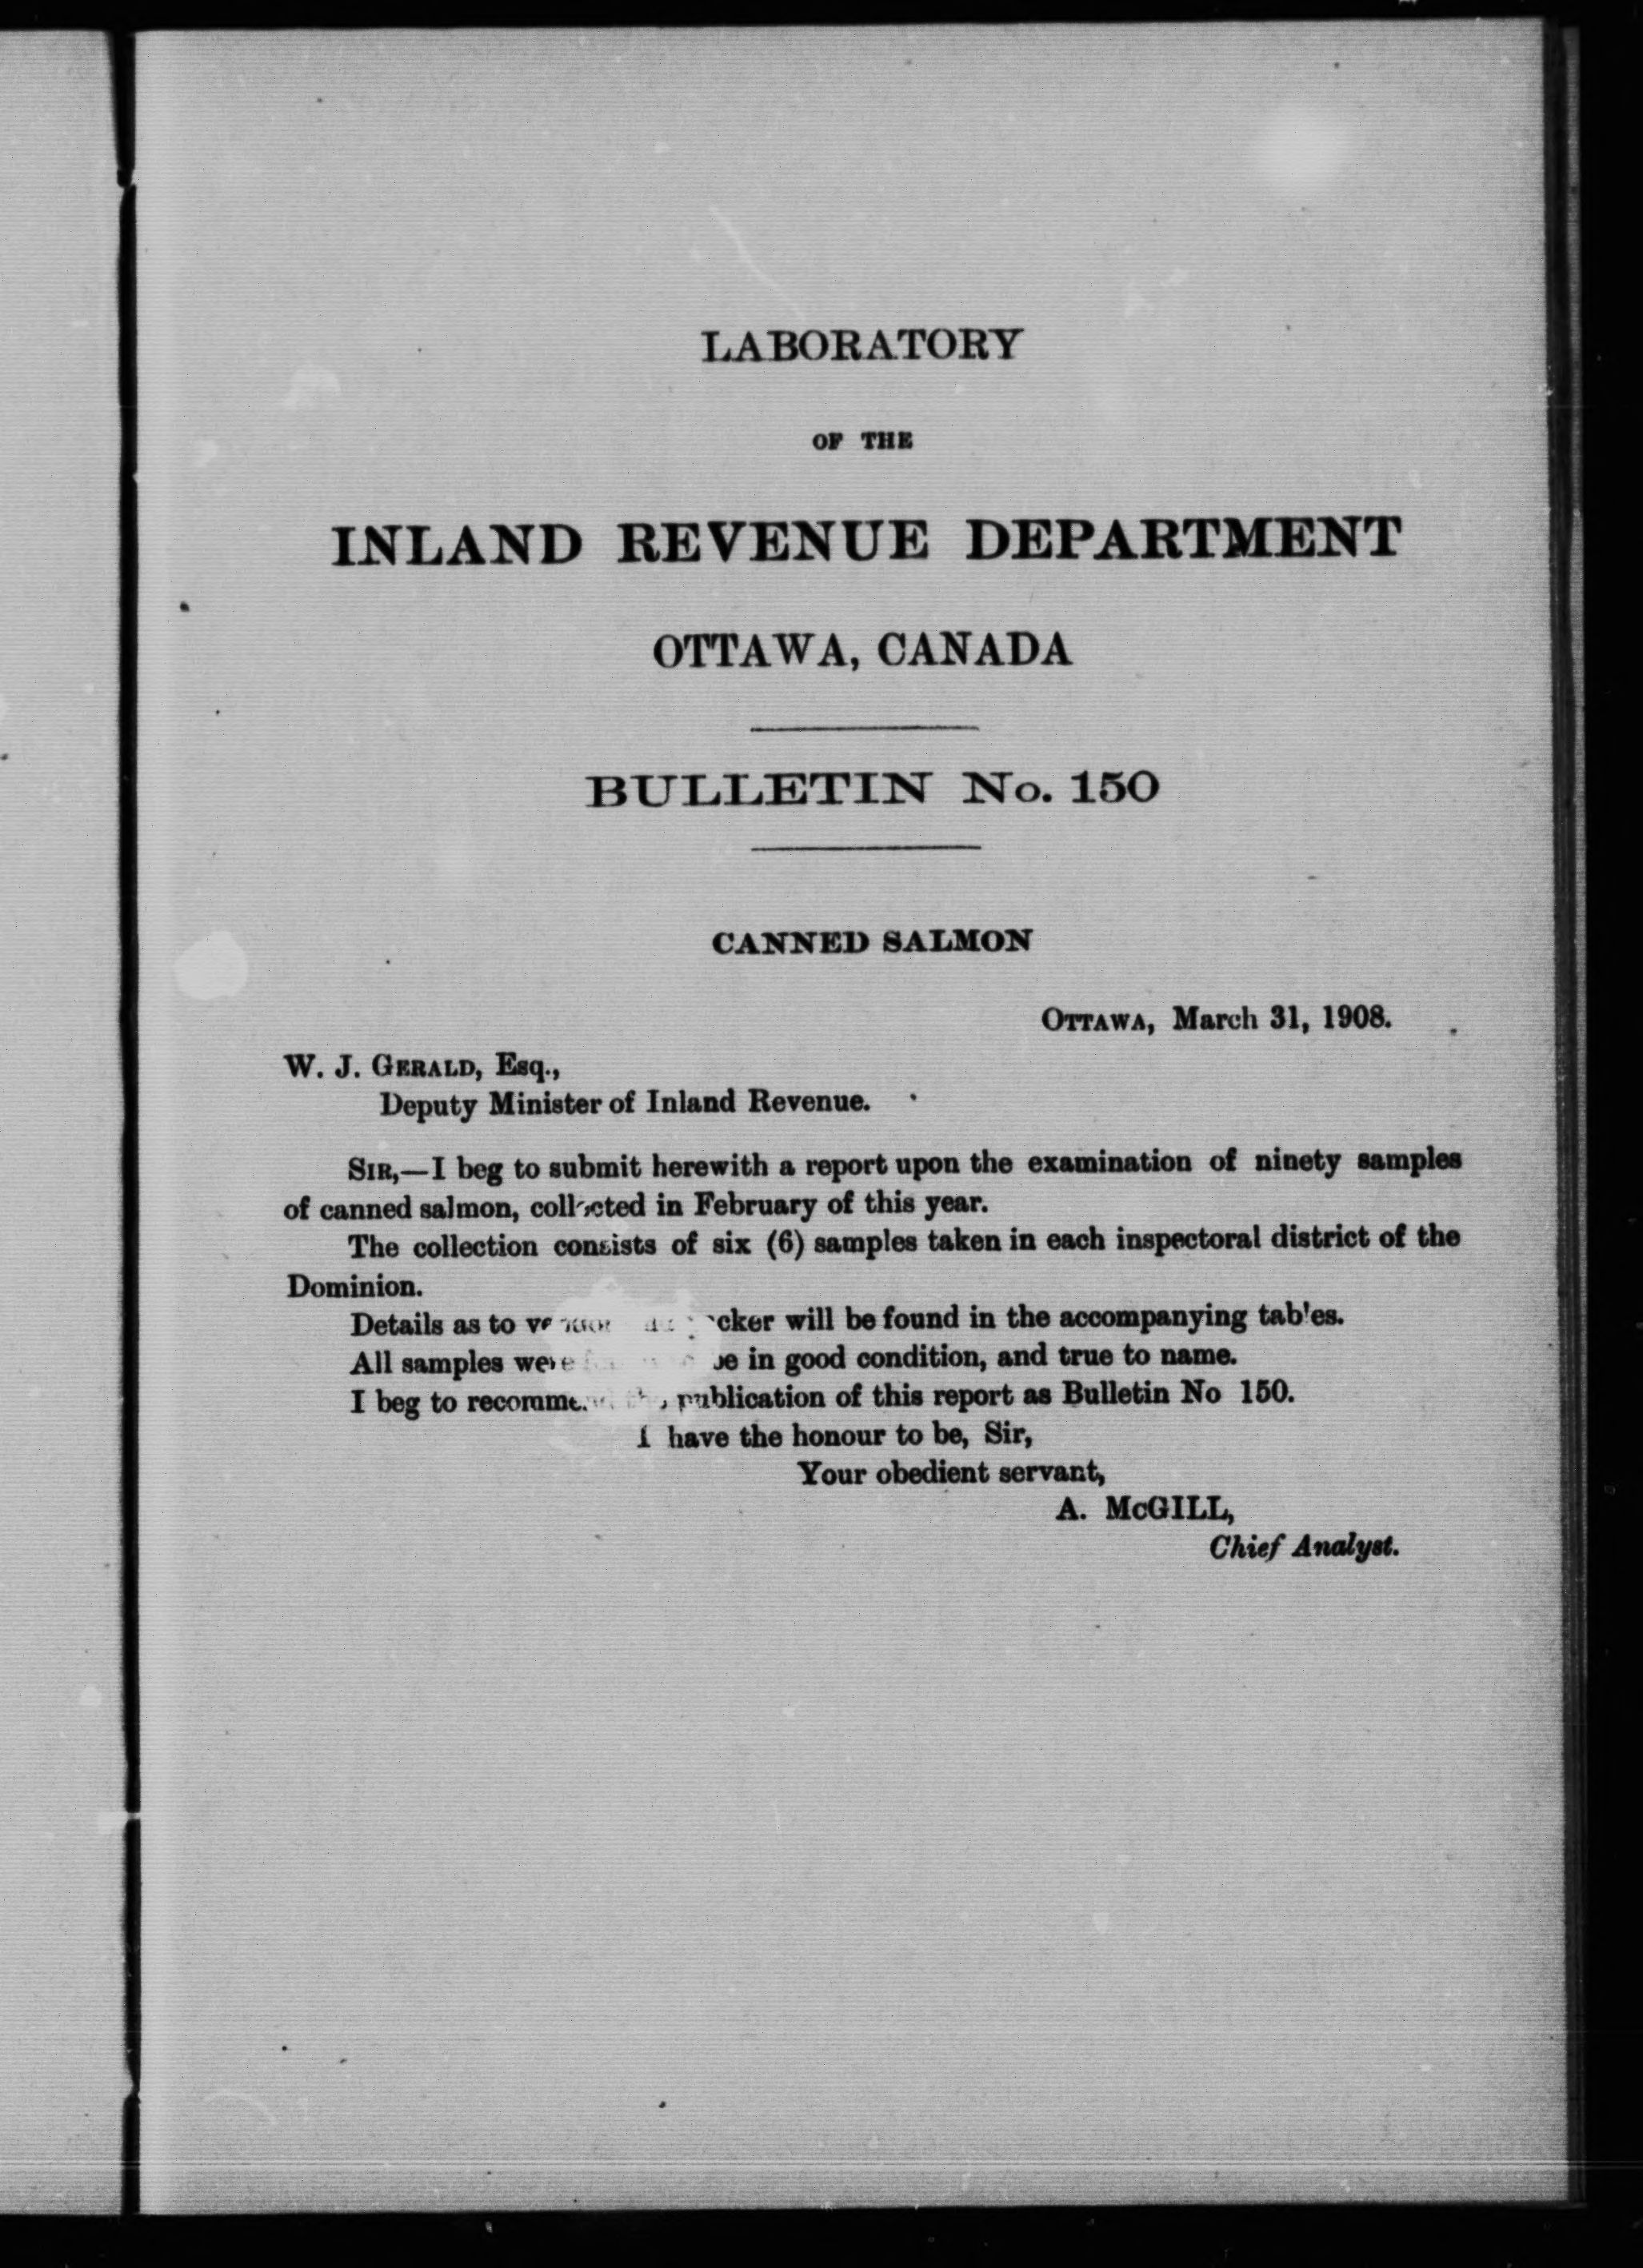 LABORATORY
OF THE
INLAND REVENUE DEPARTMENT
OTTAWA, CANADA
BULLETIN No. 150
CANNED SALMON
OTTAWA, March 31, 1908.
W. J. GERALD, Esq.,
Deputy Minister of Inland Revenue.
SIR,—I beg to submit herewith a report upon the examination of ninety samples
of canned salmon, collected in February of this year.
The collection consists of six (6) samples taken in each inspectoral district of the
Dominion.
Details as to will be found in the accompanying tables.
All samples were in good condition, and true to name.
I beg to publication of this report as Bulletin No 150.
I have the honour to be, Sir,
Your obedient servant,
A. McGILL,
Chief Analyst.